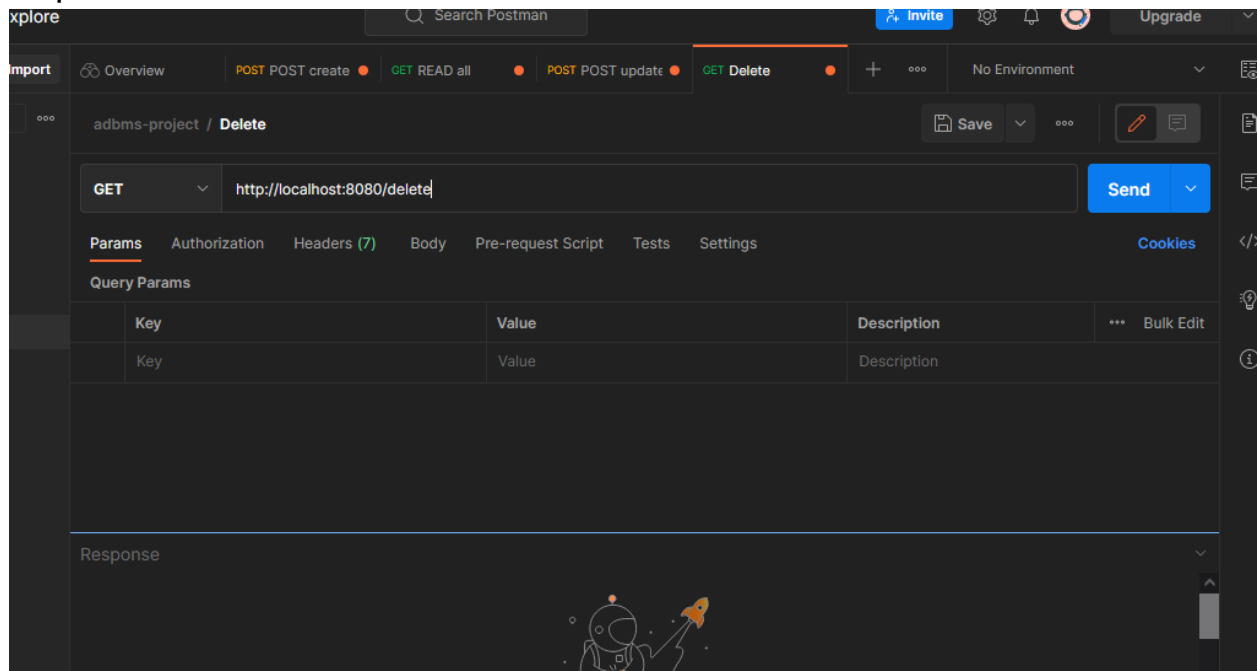 xplore Search Postman Invite Upgrade
Import Overview POST POST create GET READ all POST POST update GET Delete No Environment
adbms-project / Delete Save
GET http://localhost:8080/delete Send
Params Authorization Headers (7) Body Pre-request Script Tests Settings Cookies
Query Params
Key Value Description Bulk Edit
Key Value Description
Response